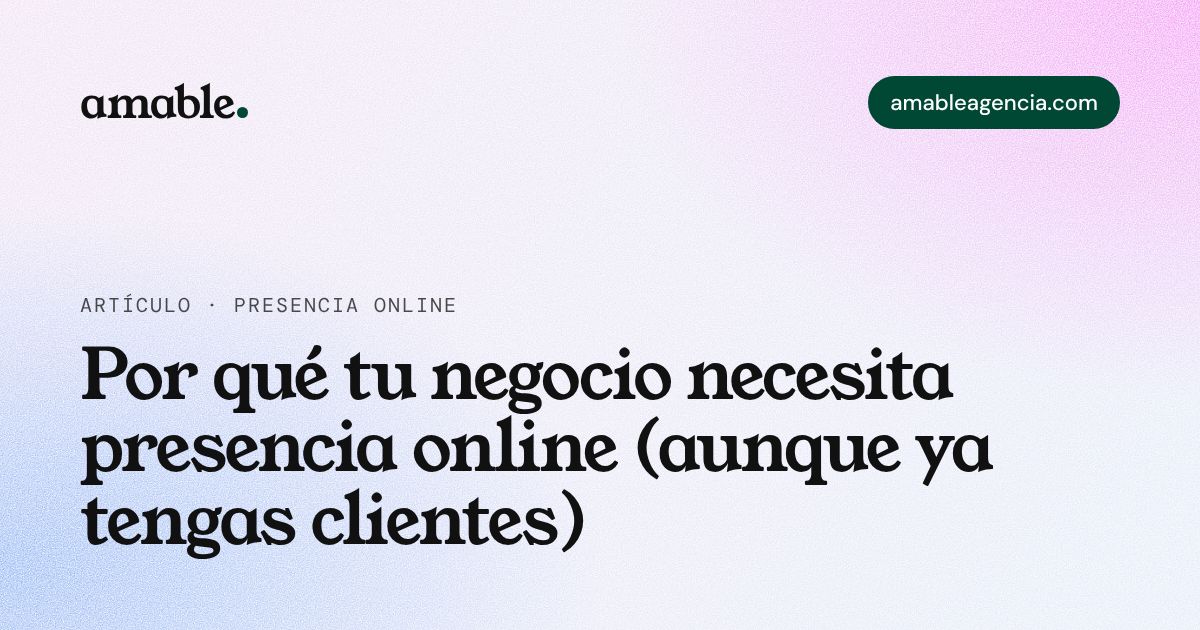 amable.
amableagencia.com
ARTÍCULO · PRESENCIA ONLINE
Por qué tu negocio necesita
presencia online (aunque ya
tengas clientes)